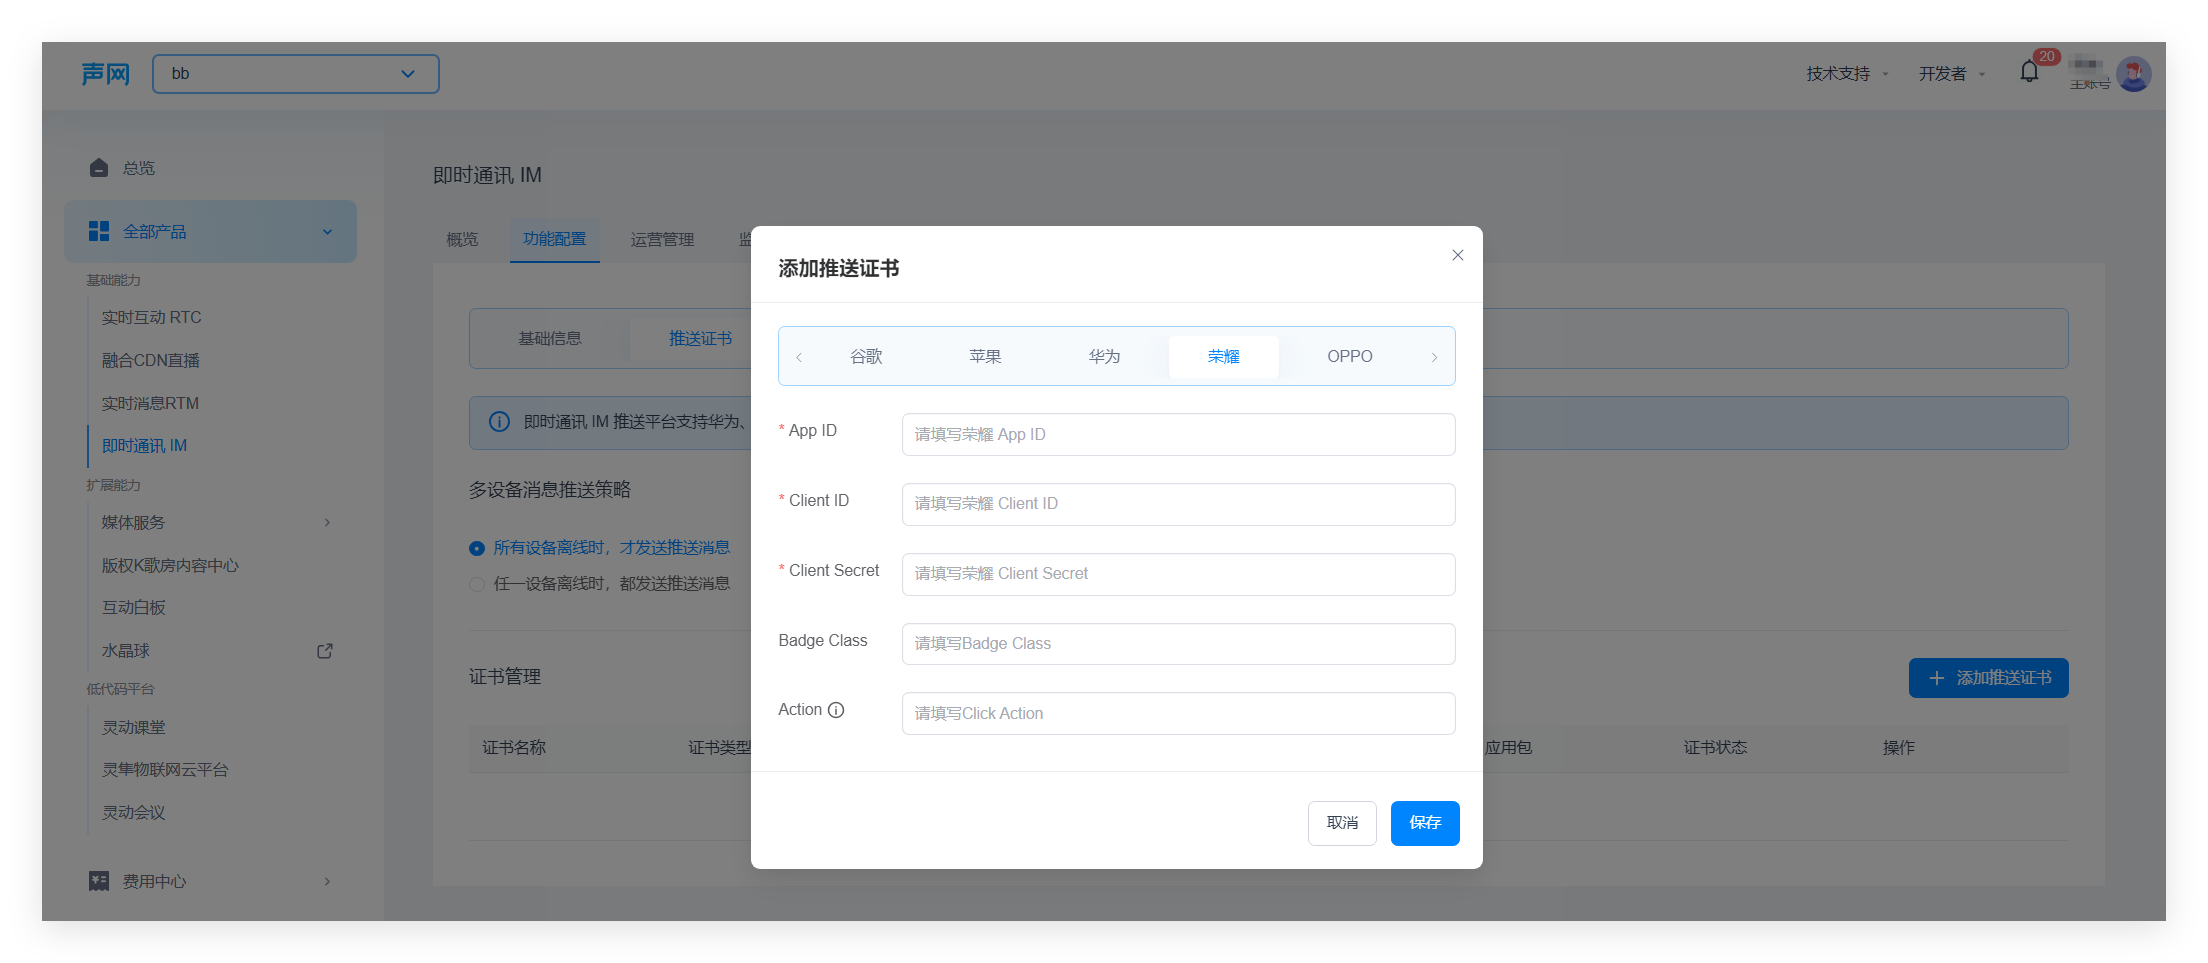 声网
bb
技术支持
开发者
20
主账号
总览
全部产品
基础能力
实时互动 RTC
融合CDN直播
实时消息RTM
即时通讯 IM
扩展能力
媒体服务
版权K歌房内容中心
互动白板
水晶球
低代码平台
灵动课堂
灵隼物联网云平台
灵动会议
费用中心
即时通讯 IM
概览
功能配置
运营管理
监
基础信息
推送证书
即时通讯 IM 推送平台支持华为、
多设备消息推送策略
所有设备离线时，才发送推送消息
任一设备离线时，都发送推送消息
证书管理
添加推送证书
证书名称
证书类型
应用包
证书状态
操作
添加推送证书
谷歌
苹果
华为
荣耀
OPPO
* App ID
请填写荣耀 App ID
* Client ID
请填写荣耀 Client ID
* Client Secret
请填写荣耀 Client Secret
Badge Class
请填写Badge Class
Action
请填写Click Action
取消
保存